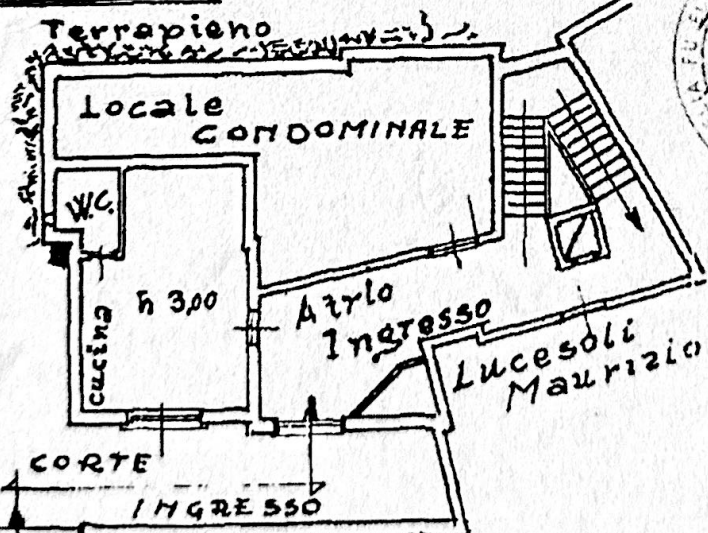 Terrapieno
Locale
CONDOMINALE
W.C.
h 3,00
cucina
Atrio
Ingresso
Lucesoli
Maurizio
CORTE
INGRESSO